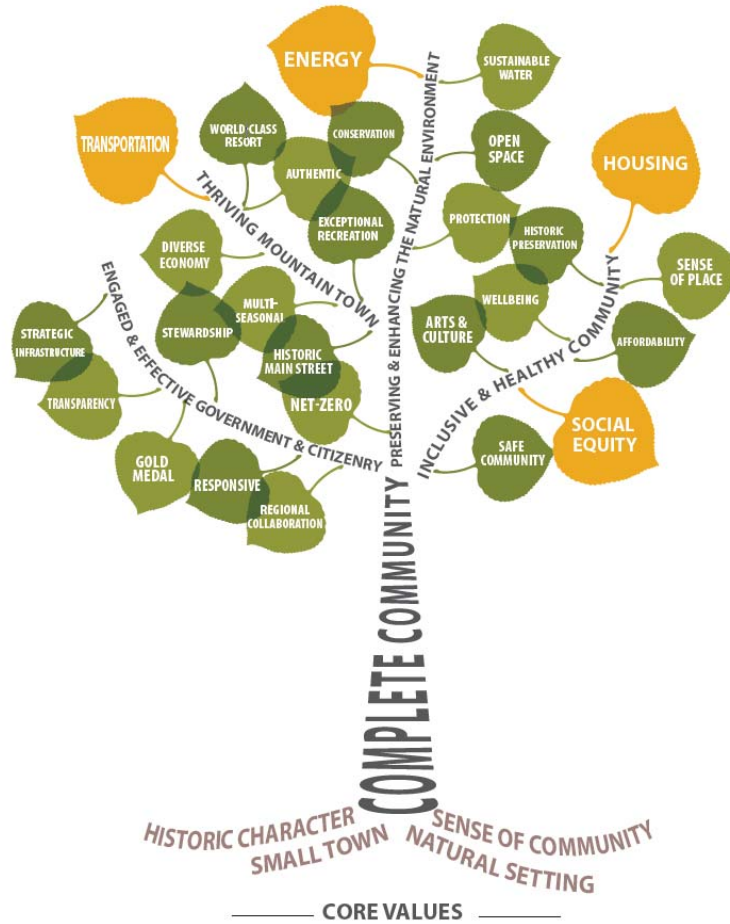 ENERGY
SUSTAINABLE
WATER
TRANSPORTATION
WORLD-CLASS
RESORT
CONSERVATION
AUTHENTIC
OPEN
SPACE
HOUSING
THRIVING MOUNTAIN TOWN
PRESERVING & ENHANCING THE NATURAL ENVIRONMENT
EXCEPTIONAL
RECREATION
PROTECTION
HISTORIC
PRESERVATION
DIVERSE
ECONOMY
SENSE
OF PLACE
ENGAGED & EFFECTIVE GOVERNMENT & CITIZENRY
MULTI-
SEASONAL
WELLBEING
STRATEGIC
INFRASTRUCTURE
STEWARDSHIP
ARTS &
CULTURE
AFFORDABILITY
INCLUSIVE & HEALTHY COMMUNITY
HISTORIC
MAIN STREET
TRANSPARENCY
NET-ZERO
SOCIAL
EQUITY
GOLD
MEDAL
RESPONSIVE
SAFE
COMMUNITY
REGIONAL
COLLABORATION
COMPLETE COMMUNITY
HISTORIC CHARACTER
SMALL TOWN
SENSE OF COMMUNITY
NATURAL SETTING
CORE VALUES